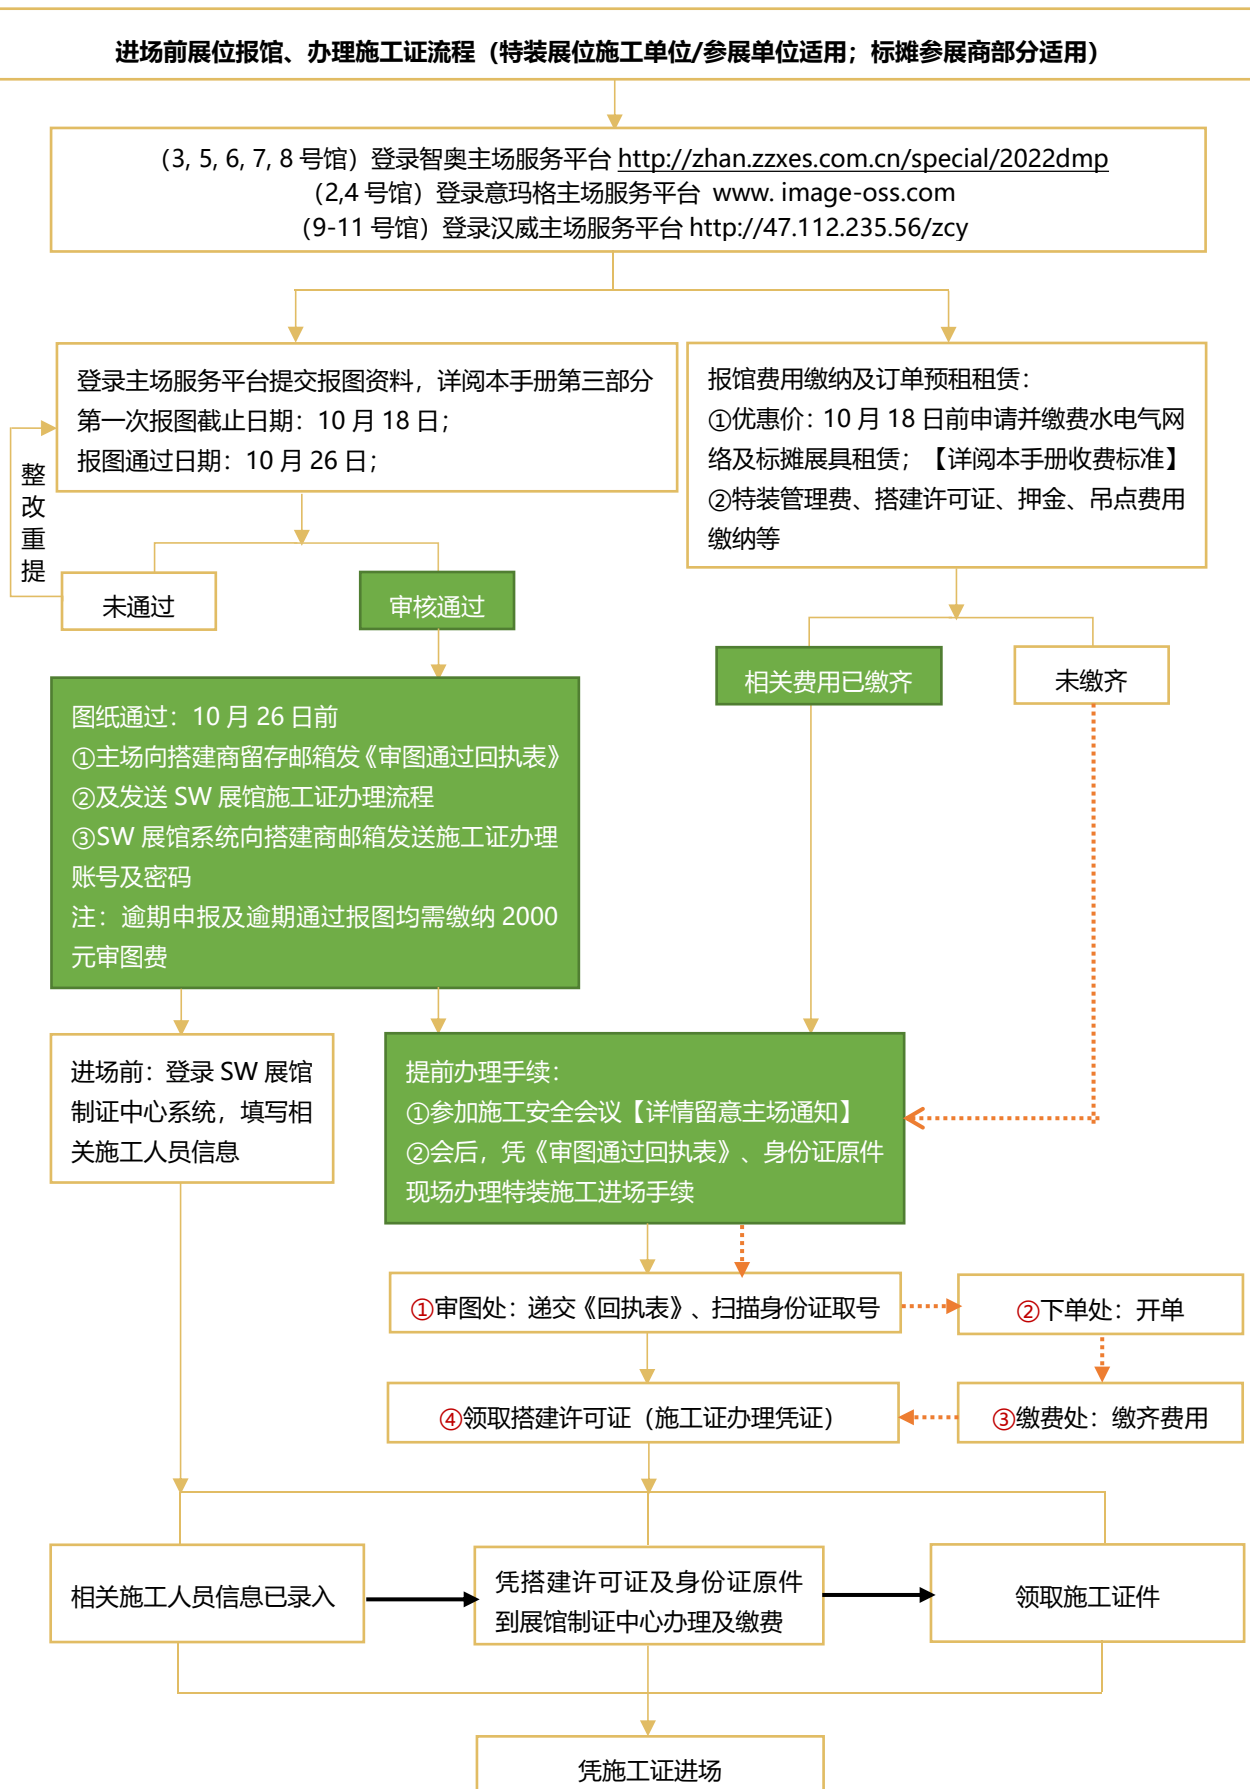 进场前展位报馆、办理施工证流程（特装展位施工单位/参展单位适用；标摊参展商部分适用）
（3, 5, 6, 7, 8 号馆）登录智奥主场服务平台 http://zhan.zzxes.com.cn/special/2022dmp
（2,4 号馆）登录意玛格主场服务平台 www. image-oss.com
（9-11 号馆）登录汉威主场服务平台 http://47.112.235.56/zcy
登录主场服务平台提交报图资料，详阅本手册第三部分
第一次报图截止日期：10 月 18 日；
报图通过日期：10 月 26 日；
报馆费用缴纳及订单预租租赁：
①优惠价：10 月 18 日前申请并缴费水电气网
络及标摊展具租赁；【详阅本手册收费标准】
②特装管理费、搭建许可证、押金、吊点费用
缴纳等
整
改
重
提
未通过
审核通过
相关费用已缴齐
未缴齐
图纸通过：10 月 26 日前
①主场向搭建商留存邮箱发《审图通过回执表》
②及发送 SW 展馆施工证办理流程
③SW 展馆系统向搭建商邮箱发送施工证办理
账号及密码
注：逾期申报及逾期通过报图均需缴纳 2000
元审图费
进场前：登录 SW 展馆
制证中心系统，填写相
关施工人员信息
提前办理手续：
①参加施工安全会议【详情留意主场通知】
②会后，凭《审图通过回执表》、身份证原件
现场办理特装施工进场手续
①审图处：递交《回执表》、扫描身份证取号
②下单处：开单
④领取搭建许可证（施工证办理凭证）
③缴费处：缴齐费用
相关施工人员信息已录入
凭搭建许可证及身份证原件
到展馆制证中心办理及缴费
领取施工证件
凭施工证进场